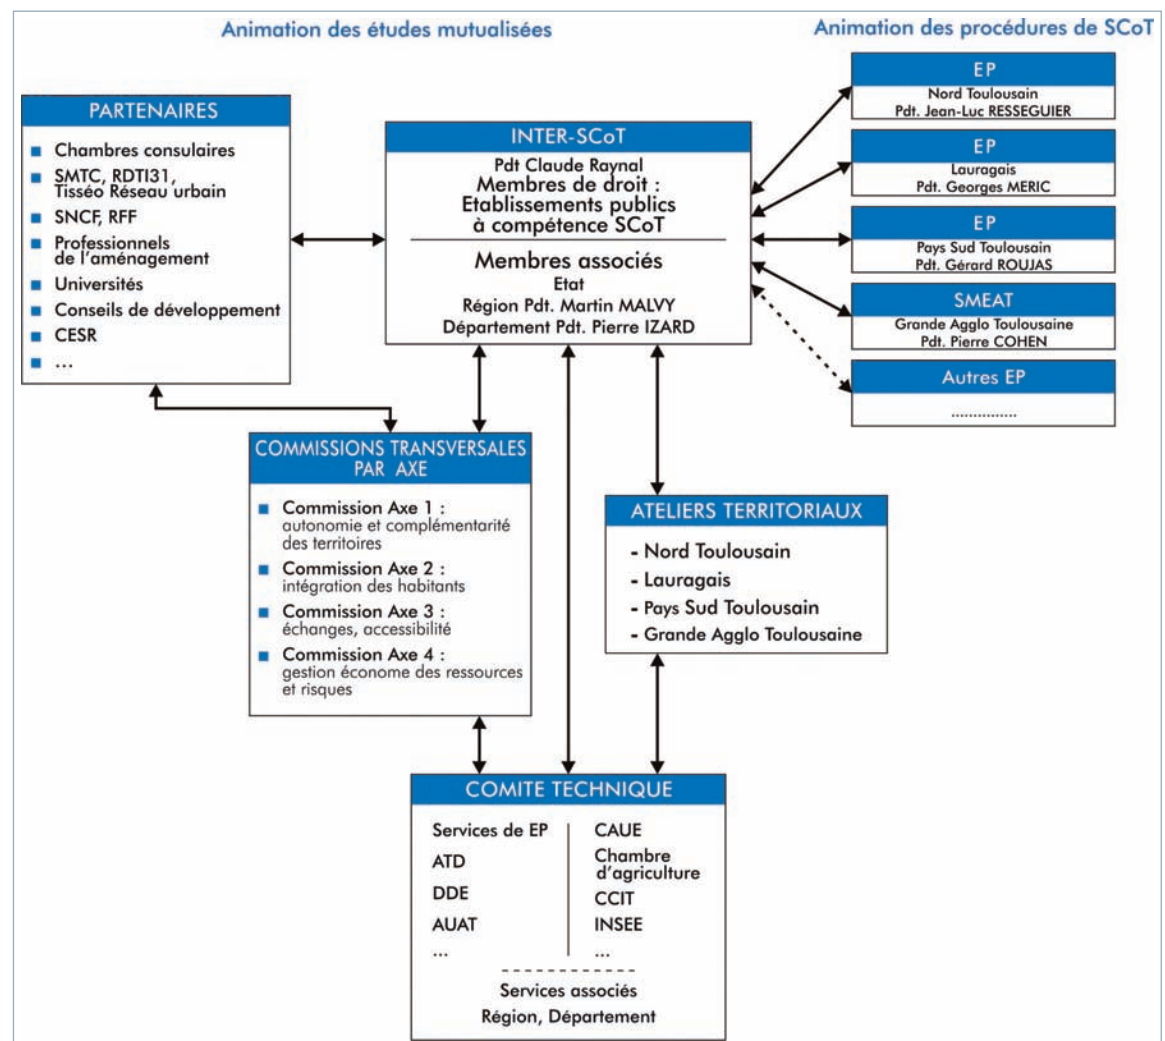 Animation des études mutualisées
Animation des procédures de SCoT
PARTENAIRES
Chambres consulaires
SMTC, RDTI31,
Tisséo Réseau urbain
SNCF, RFF
Professionnels
de l'aménagement
Universités
Conseils de développement
CESR
...
INTER-SCoT
Pdt Claude Raynal
Membres de droit :
Etablissements publics
à compétence SCoT
Membres associés
Etat
Région Pdt. Martin MALVY
Département Pdt. Pierre IZARD
EP
Nord Toulousain
Pdt. Jean-Luc RESSEGUIER
EP
Lauragais
Pdt. Georges MERIC
EP
Pays Sud Toulousain
Pdt. Gérard ROUJAS
SMEAT
Grande Agglo Toulousaine
Pdt. Pierre COHEN
Autres EP
...............
COMMISSIONS TRANSVERSALES
PAR AXE
Commission Axe 1 :
autonomie et complémentarité
des territoires
Commission Axe 2 :
intégration des habitants
Commission Axe 3 :
échanges, accessibilité
Commission Axe 4 :
gestion économe des ressources
et risques
ATELIERS TERRITORIAUX
- Nord Toulousain
- Lauragais
- Pays Sud Toulousain
- Grande Agglo Toulousaine
COMITE TECHNIQUE
Services de EP
ATD
DDE
AUAT
...
CAUE
Chambre
d'agriculture
CCIT
INSEE
...
Services associés
Région, Département